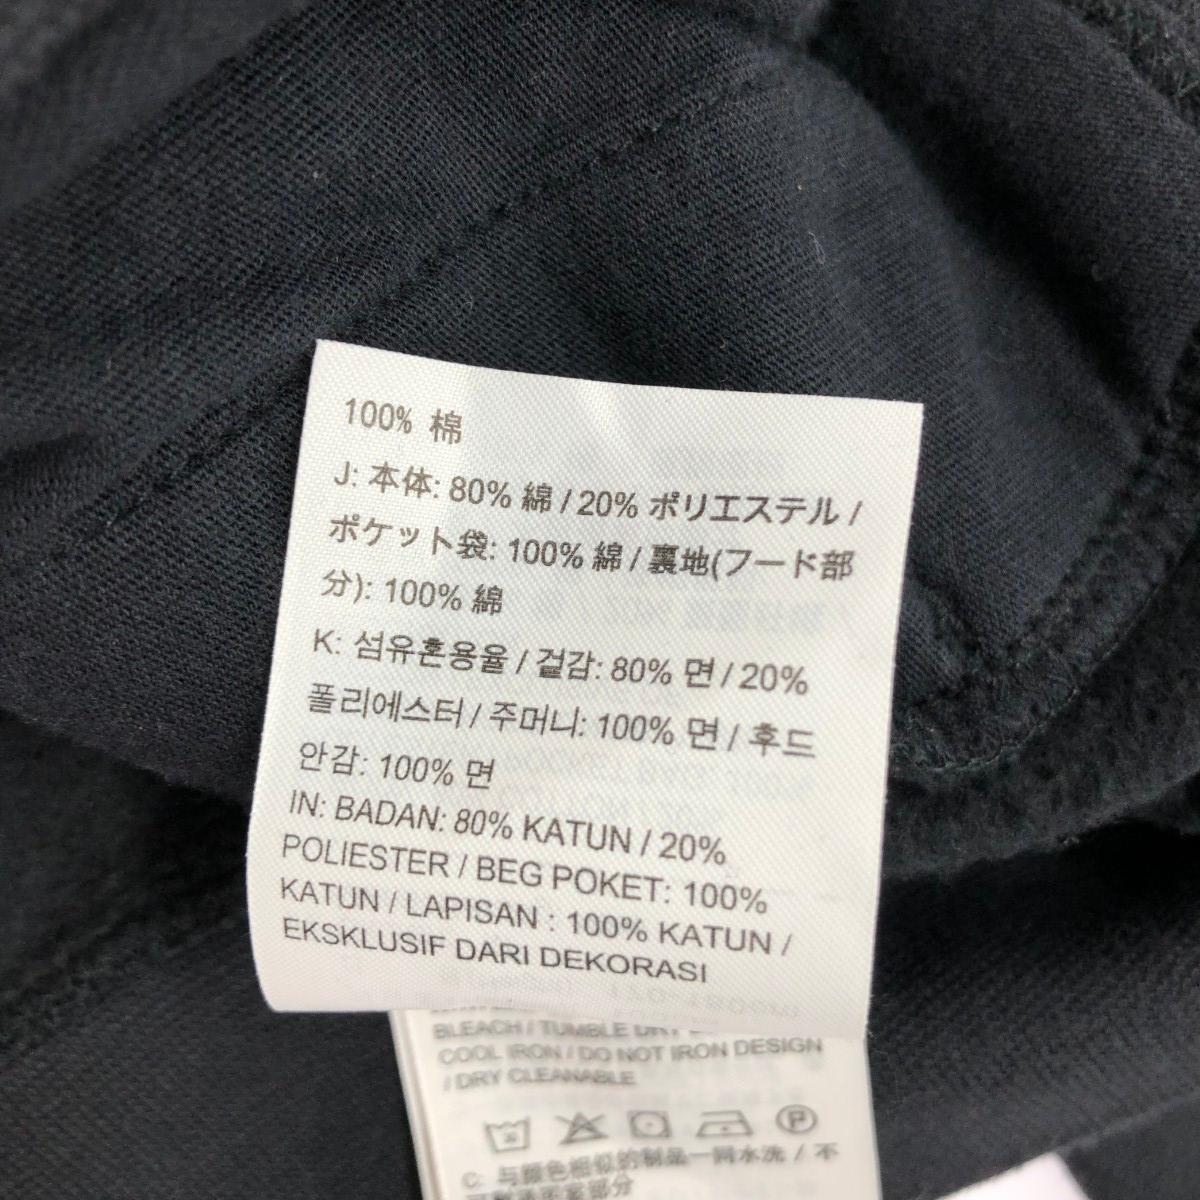 100% 棉
J: 本体: 80% 綿 / 20% ポリエステル /
ポケット袋: 100% 綿 / 裏地(フード部
分): 100% 綿
K: 섬유혼용율 / 겉감: 80% 면 / 20%
폴리에스터 / 주머니: 100% 면 / 후드
안감: 100% 면
IN: BADAN: 80% KATUN / 20%
POLIESTER / BEG POKET: 100%
KATUN / LAPISAN : 100% KATUN /
EKSKLUSIF DARI DEKORASI
BLEACH / TUMBLE DRY
COOL IRON / DO NOT IRON DESIGN
/ DRY CLEANABLE
P
C: 与颜色相似的制品一同水洗 / 不